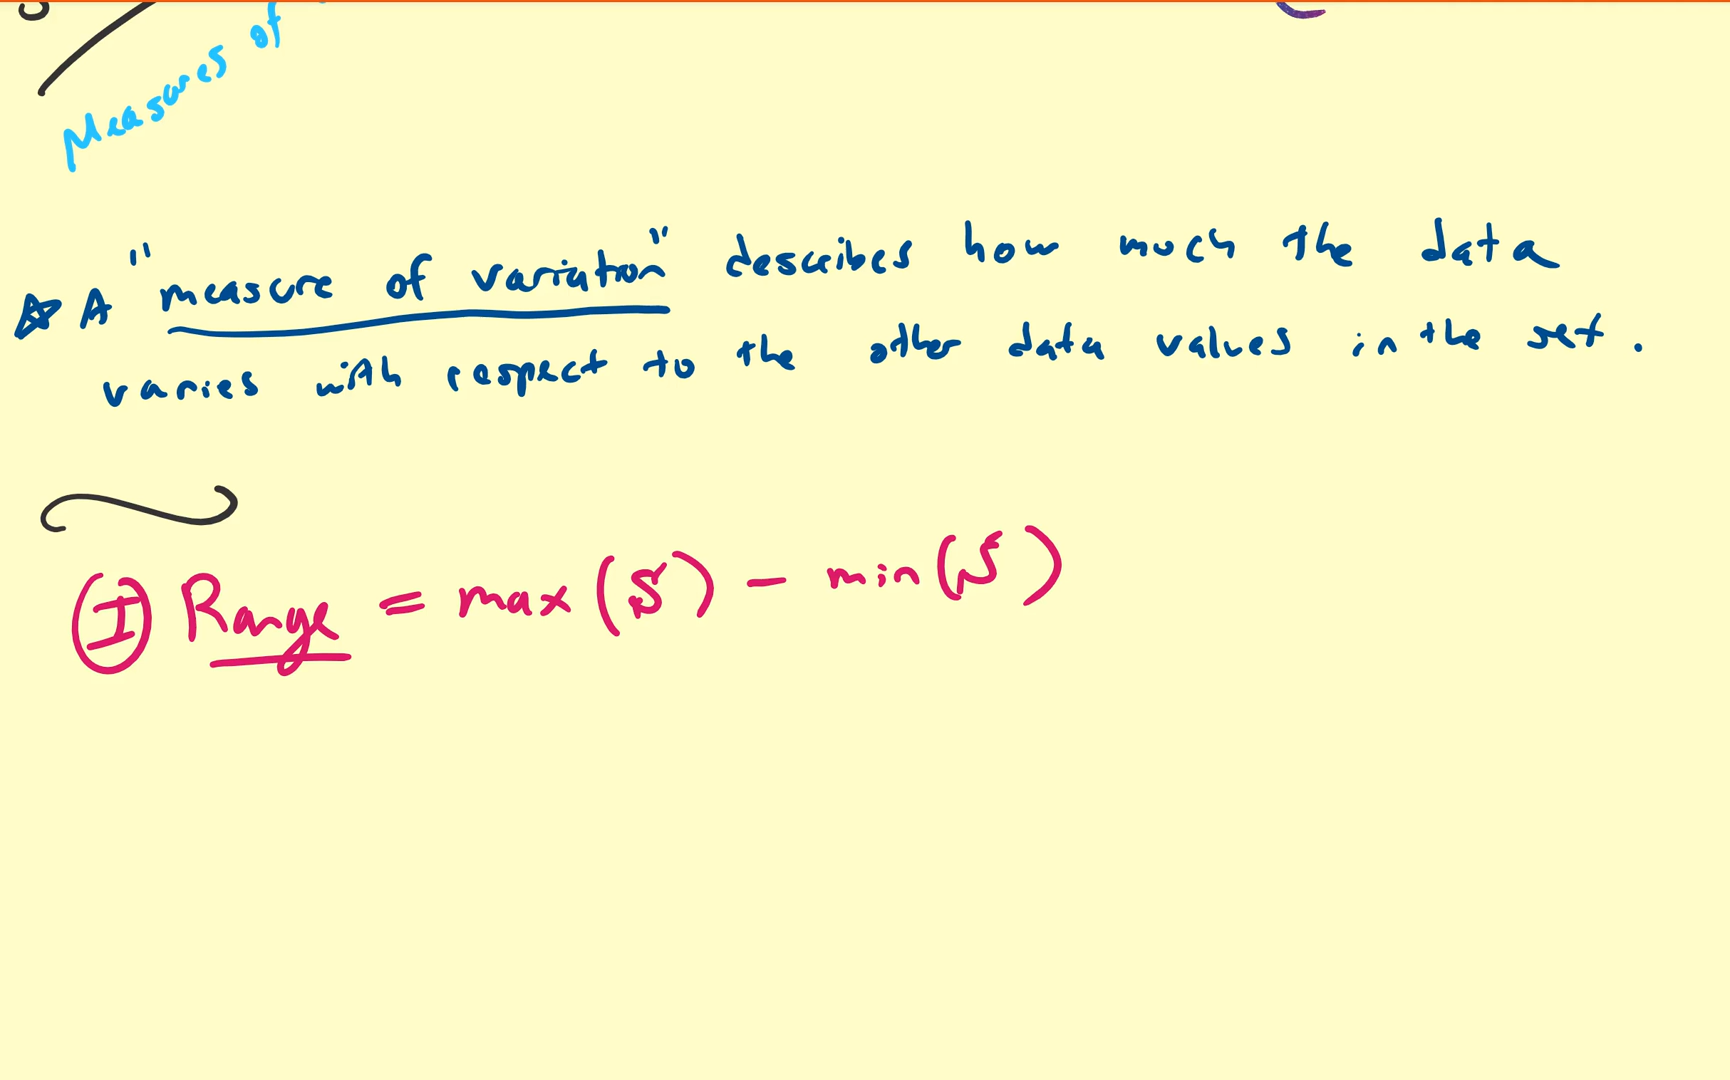 Measures of
☆ A "measure of variation" describes how much the data
varies with respect to the other data values in the set.
I Range = max(S) - min(S)